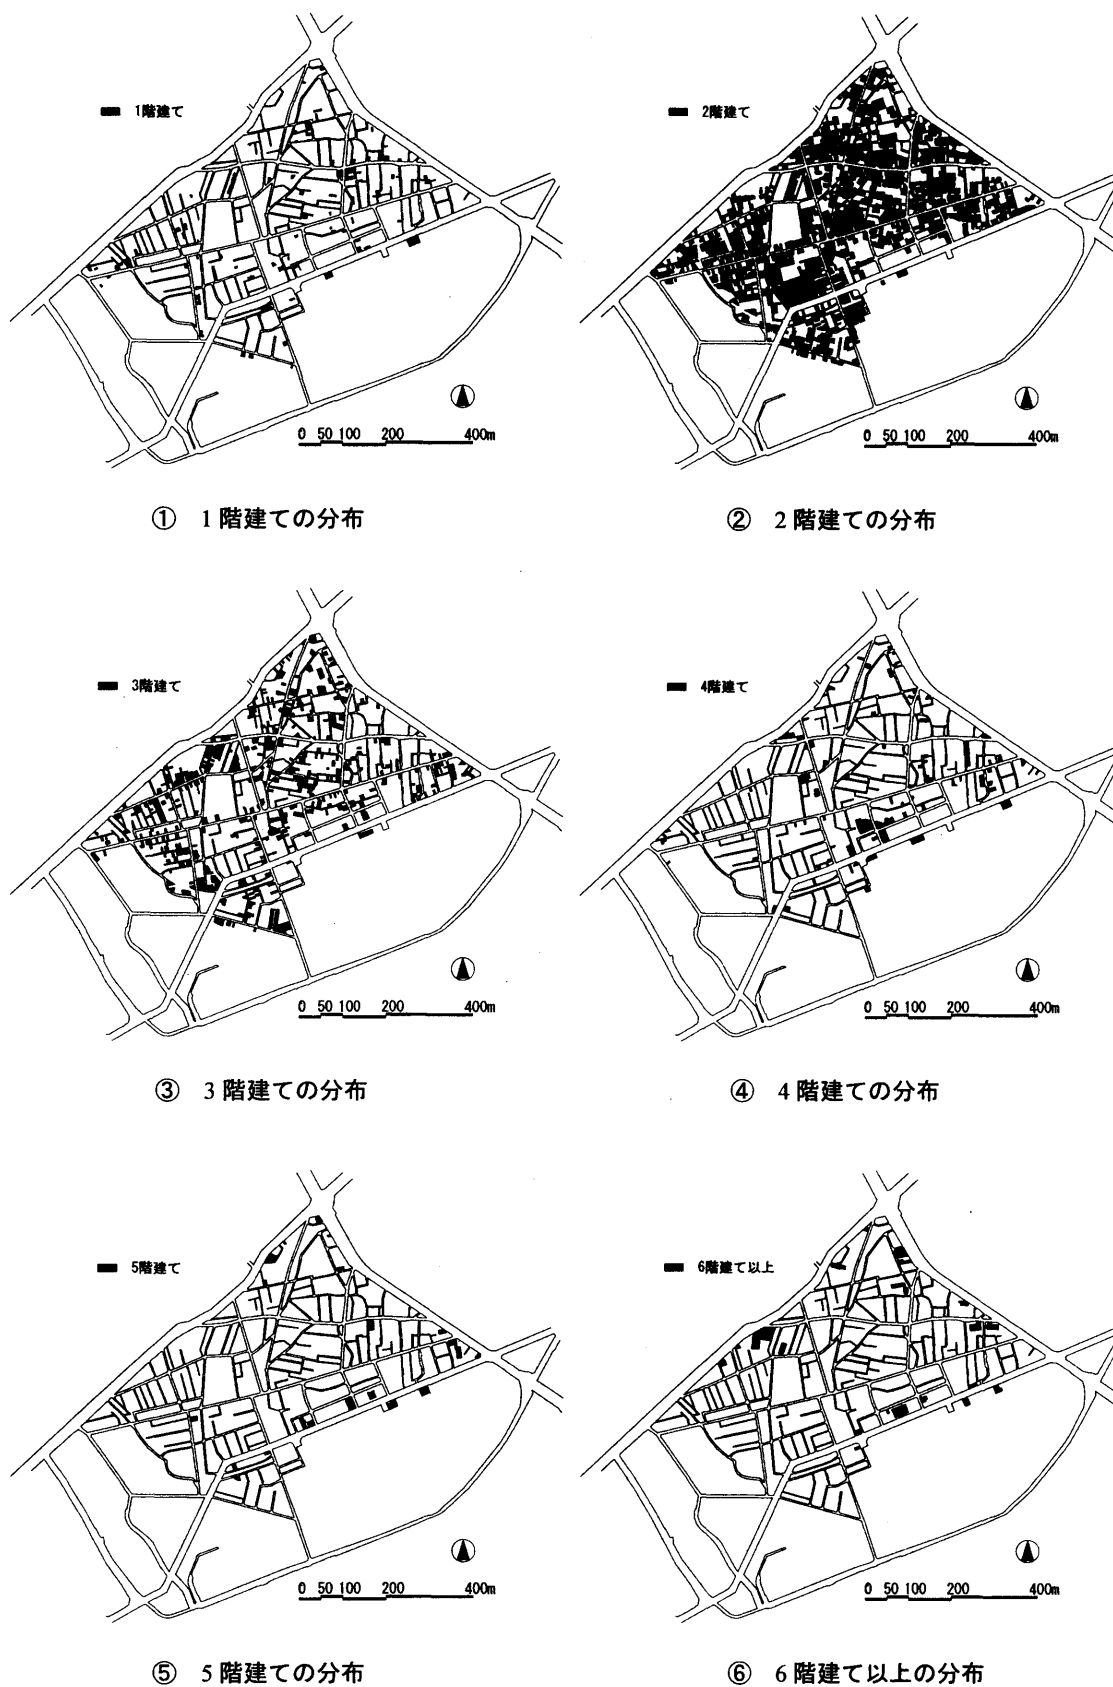 1階建て
2階建て
0 50 100 200 400m
0 50 100 200 400m
① 1階建ての分布
② 2階建ての分布
3階建て
4階建て
0 50 100 200 400m
0 50 100 200 400m
③ 3階建ての分布
④ 4階建ての分布
5階建て
6階建て以上
0 50 100 200 400m
0 50 100 200 400m
⑤ 5階建ての分布
⑥ 6階建て以上の分布